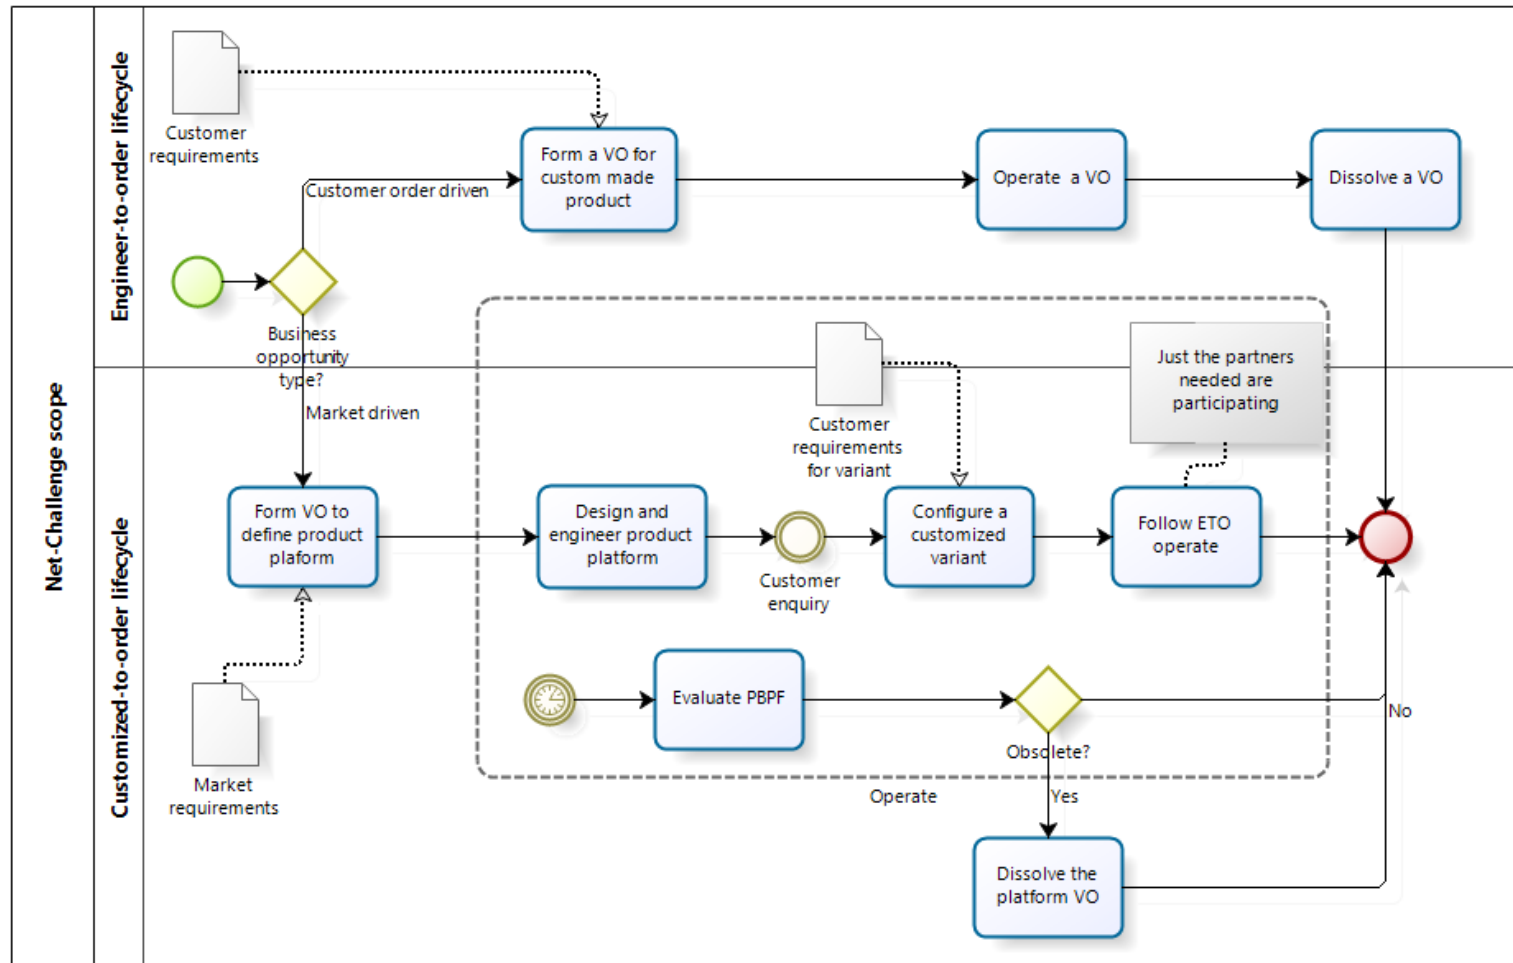 Net-Challenge scope
Engineer-to-order lifecycle
Customer
requirements
Form a VO for
custom made
product
Operate  a VO
Dissolve a VO
Customer order driven
Business
opportunity
type?
Market driven
Customized-to-order lifecycle
Customer
requirements
for variant
Just the partners
needed are
participating
Form VO to
define product
plaform
Design and
engineer product
platform
Customer
enquiry
Configure a
customized
variant
Follow ETO
operate
Market
requirements
Evaluate PBPF
Obsolete?
No
Operate
Yes
Dissolve the
platform VO